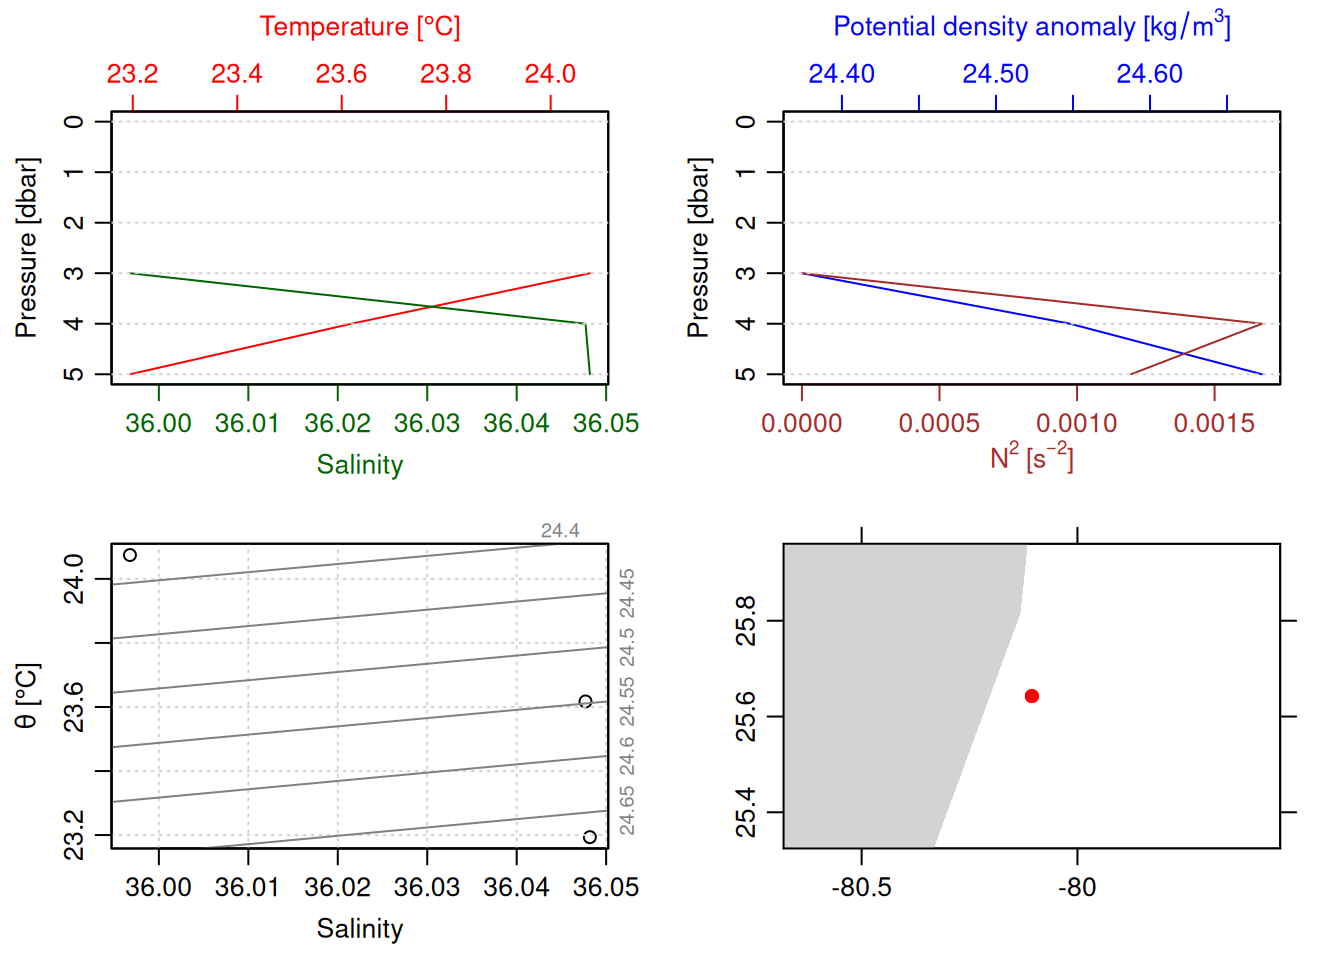 Temperature [°C]
23.2 23.4 23.6 23.8 24.0
Pressure [dbar]
0
1
2
3
4
5
36.00 36.01 36.02 36.03 36.04 36.05
Salinity
Potential density anomaly [kg/m³]
24.40 24.50 24.60
Pressure [dbar]
0
1
2
3
4
5
0.0000 0.0005 0.0010 0.0015
N² [s⁻²]
24.4
θ [°C]
24.0
23.6
23.2
24.45
24.5
24.55
24.6
24.65
36.00 36.01 36.02 36.03 36.04 36.05
Salinity
25.8
25.6
25.4
-80.5 -80